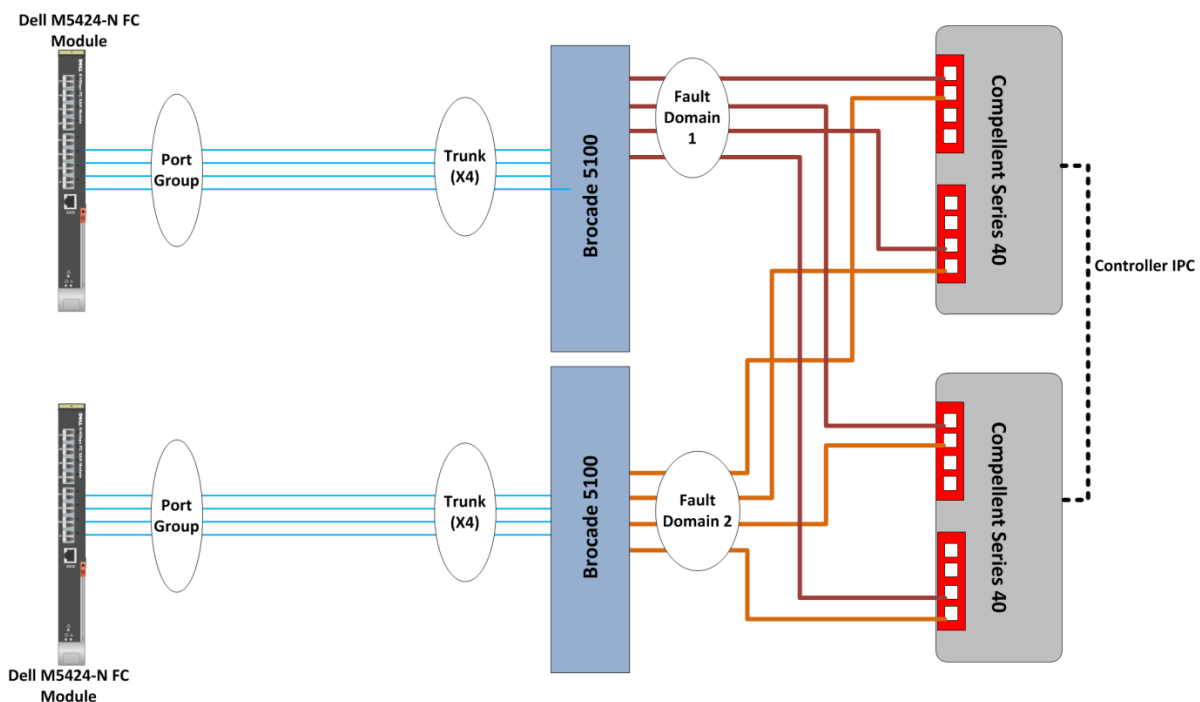 Dell M5424-N FC
Module
Port
Group
Trunk
(X4)
Brocade 5100
Fault
Domain
1
Compellent Series 40
Controller IPC
Port
Group
Trunk
(X4)
Brocade 5100
Fault
Domain 2
Compellent Series 40
Dell M5424-N FC
Module